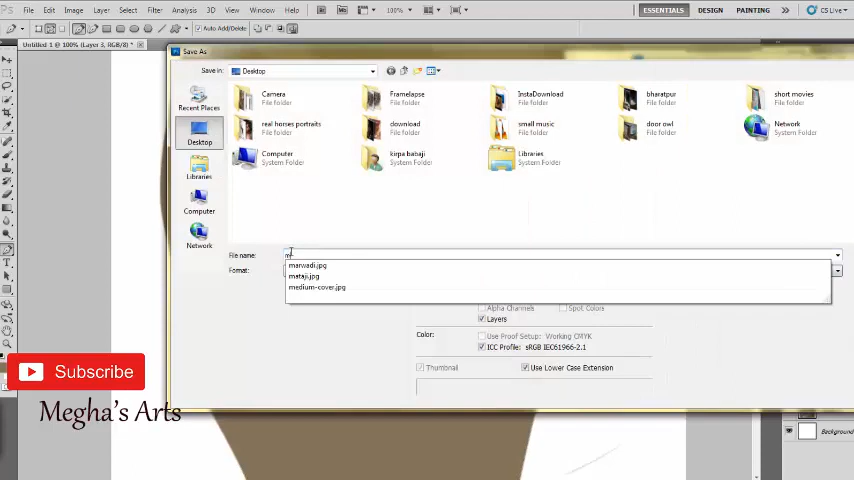 Edit Image Layer Select Filter Analysis 3D View Window Help Br Mb 100%
ESSENTIALS DESIGN PAINTING CS Live
Auto Add/Delete
Untitled 1 @ 100% (Layer 3, RGB/8) *
Save As
Save in: Desktop
Recent Places
Desktop
Libraries
Computer
Network
Camera
File folder
Framelapse
File folder
InstaDownload
File folder
bharatpur
File folder
short movies
File folder
real horses portraits
File folder
download
File folder
small music
File folder
door owl
File folder
Network
System Folder
Computer
System Folder
kirpa babaji
System Folder
Libraries
System Folder
File name: m
marwadi.jpg
mataji.jpg
medium-cover.jpg
Format:
Alpha Channels Spot Colors
Layers
Color: Use Proof Setup: Working CMYK
ICC Profile: sRGB IEC61966-2.1
Thumbnail Use Lower Case Extension
Subscribe
Megha's Arts
Background